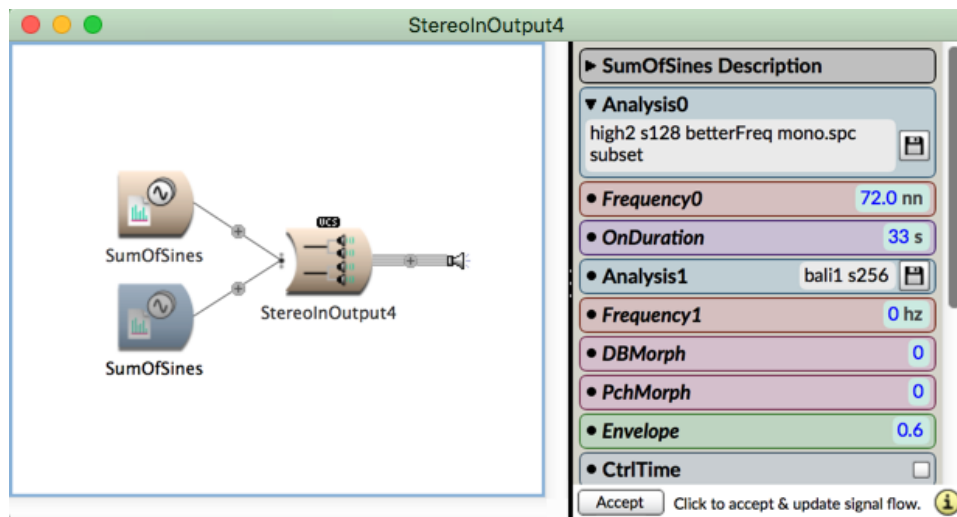 StereoInOutput4
SumOfSines
UCS
StereoInOutput4
SumOfSines
SumOfSines Description
Analysis0
high2 s128 betterFreq mono.spc
subset
Frequency0 72.0 nn
OnDuration 33 s
Analysis1 bali1 s256
Frequency1 0 hz
DBMorph 0
PchMorph 0
Envelope 0.6
CtrlTime
Accept Click to accept & update signal flow.